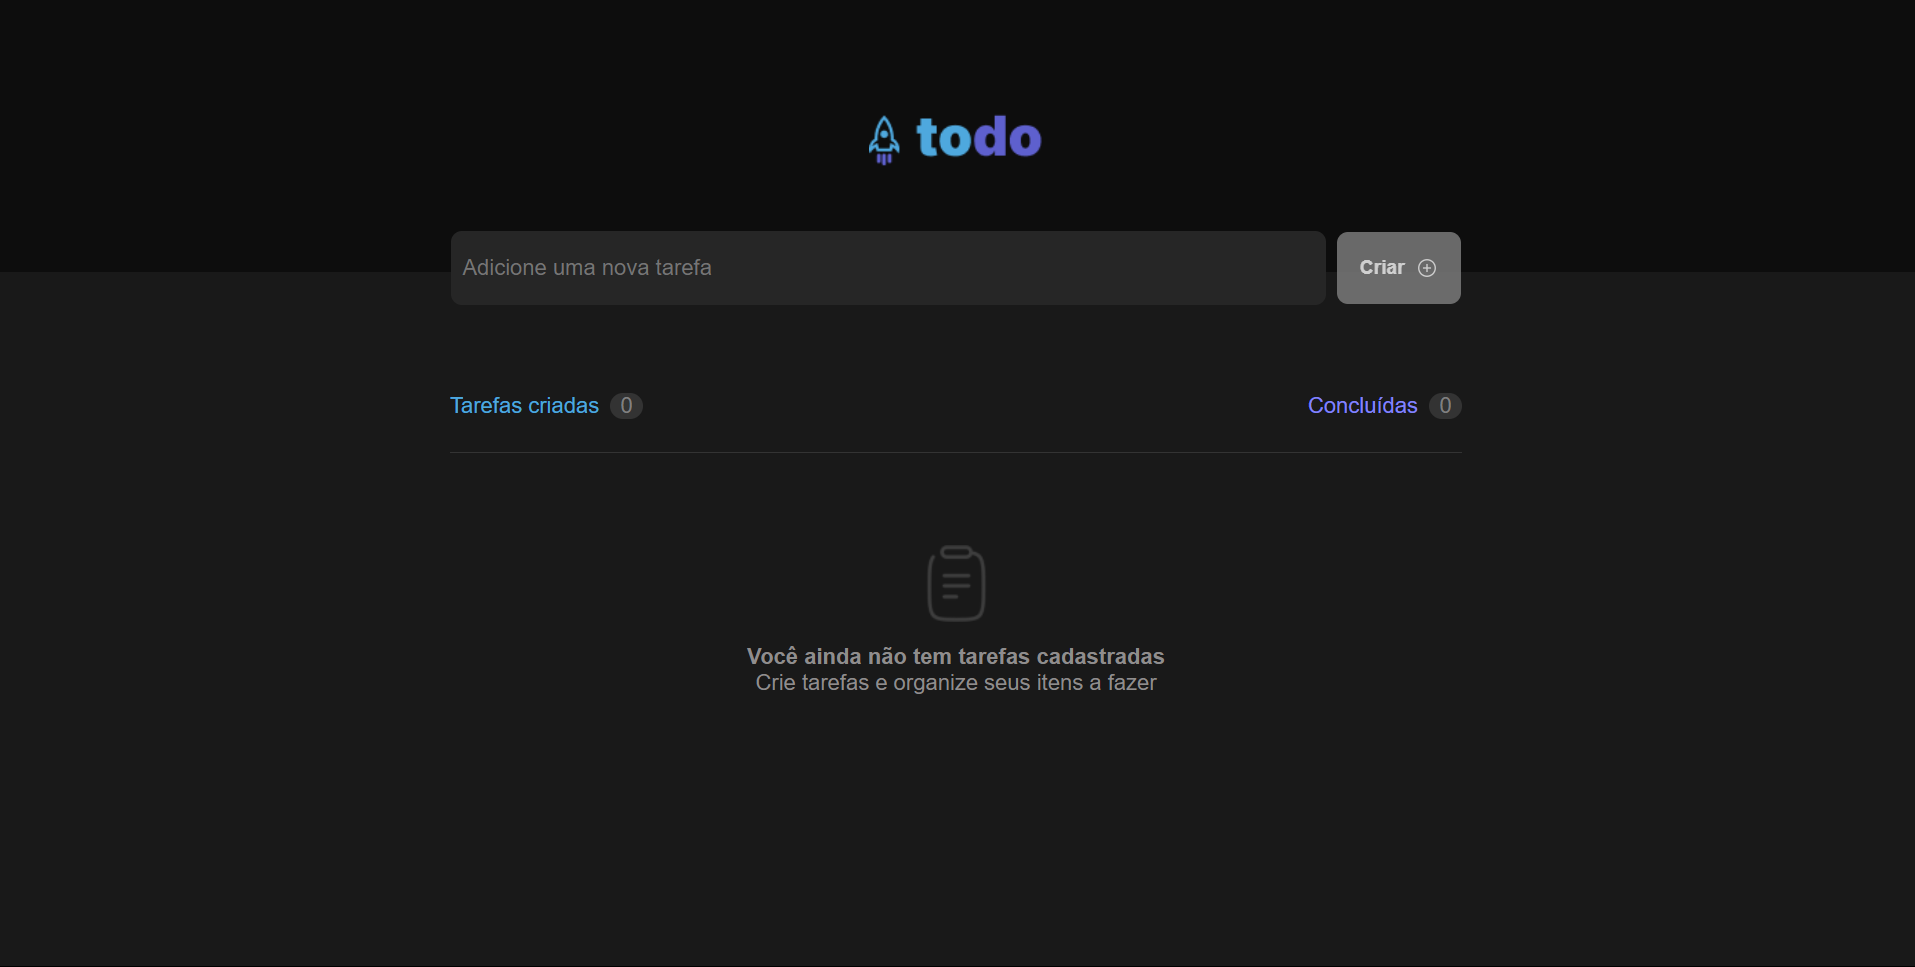 todo
Adicione uma nova tarefa
Criar
Tarefas criadas 0
Concluídas 0
Você ainda não tem tarefas cadastradas
Crie tarefas e organize seus itens a fazer